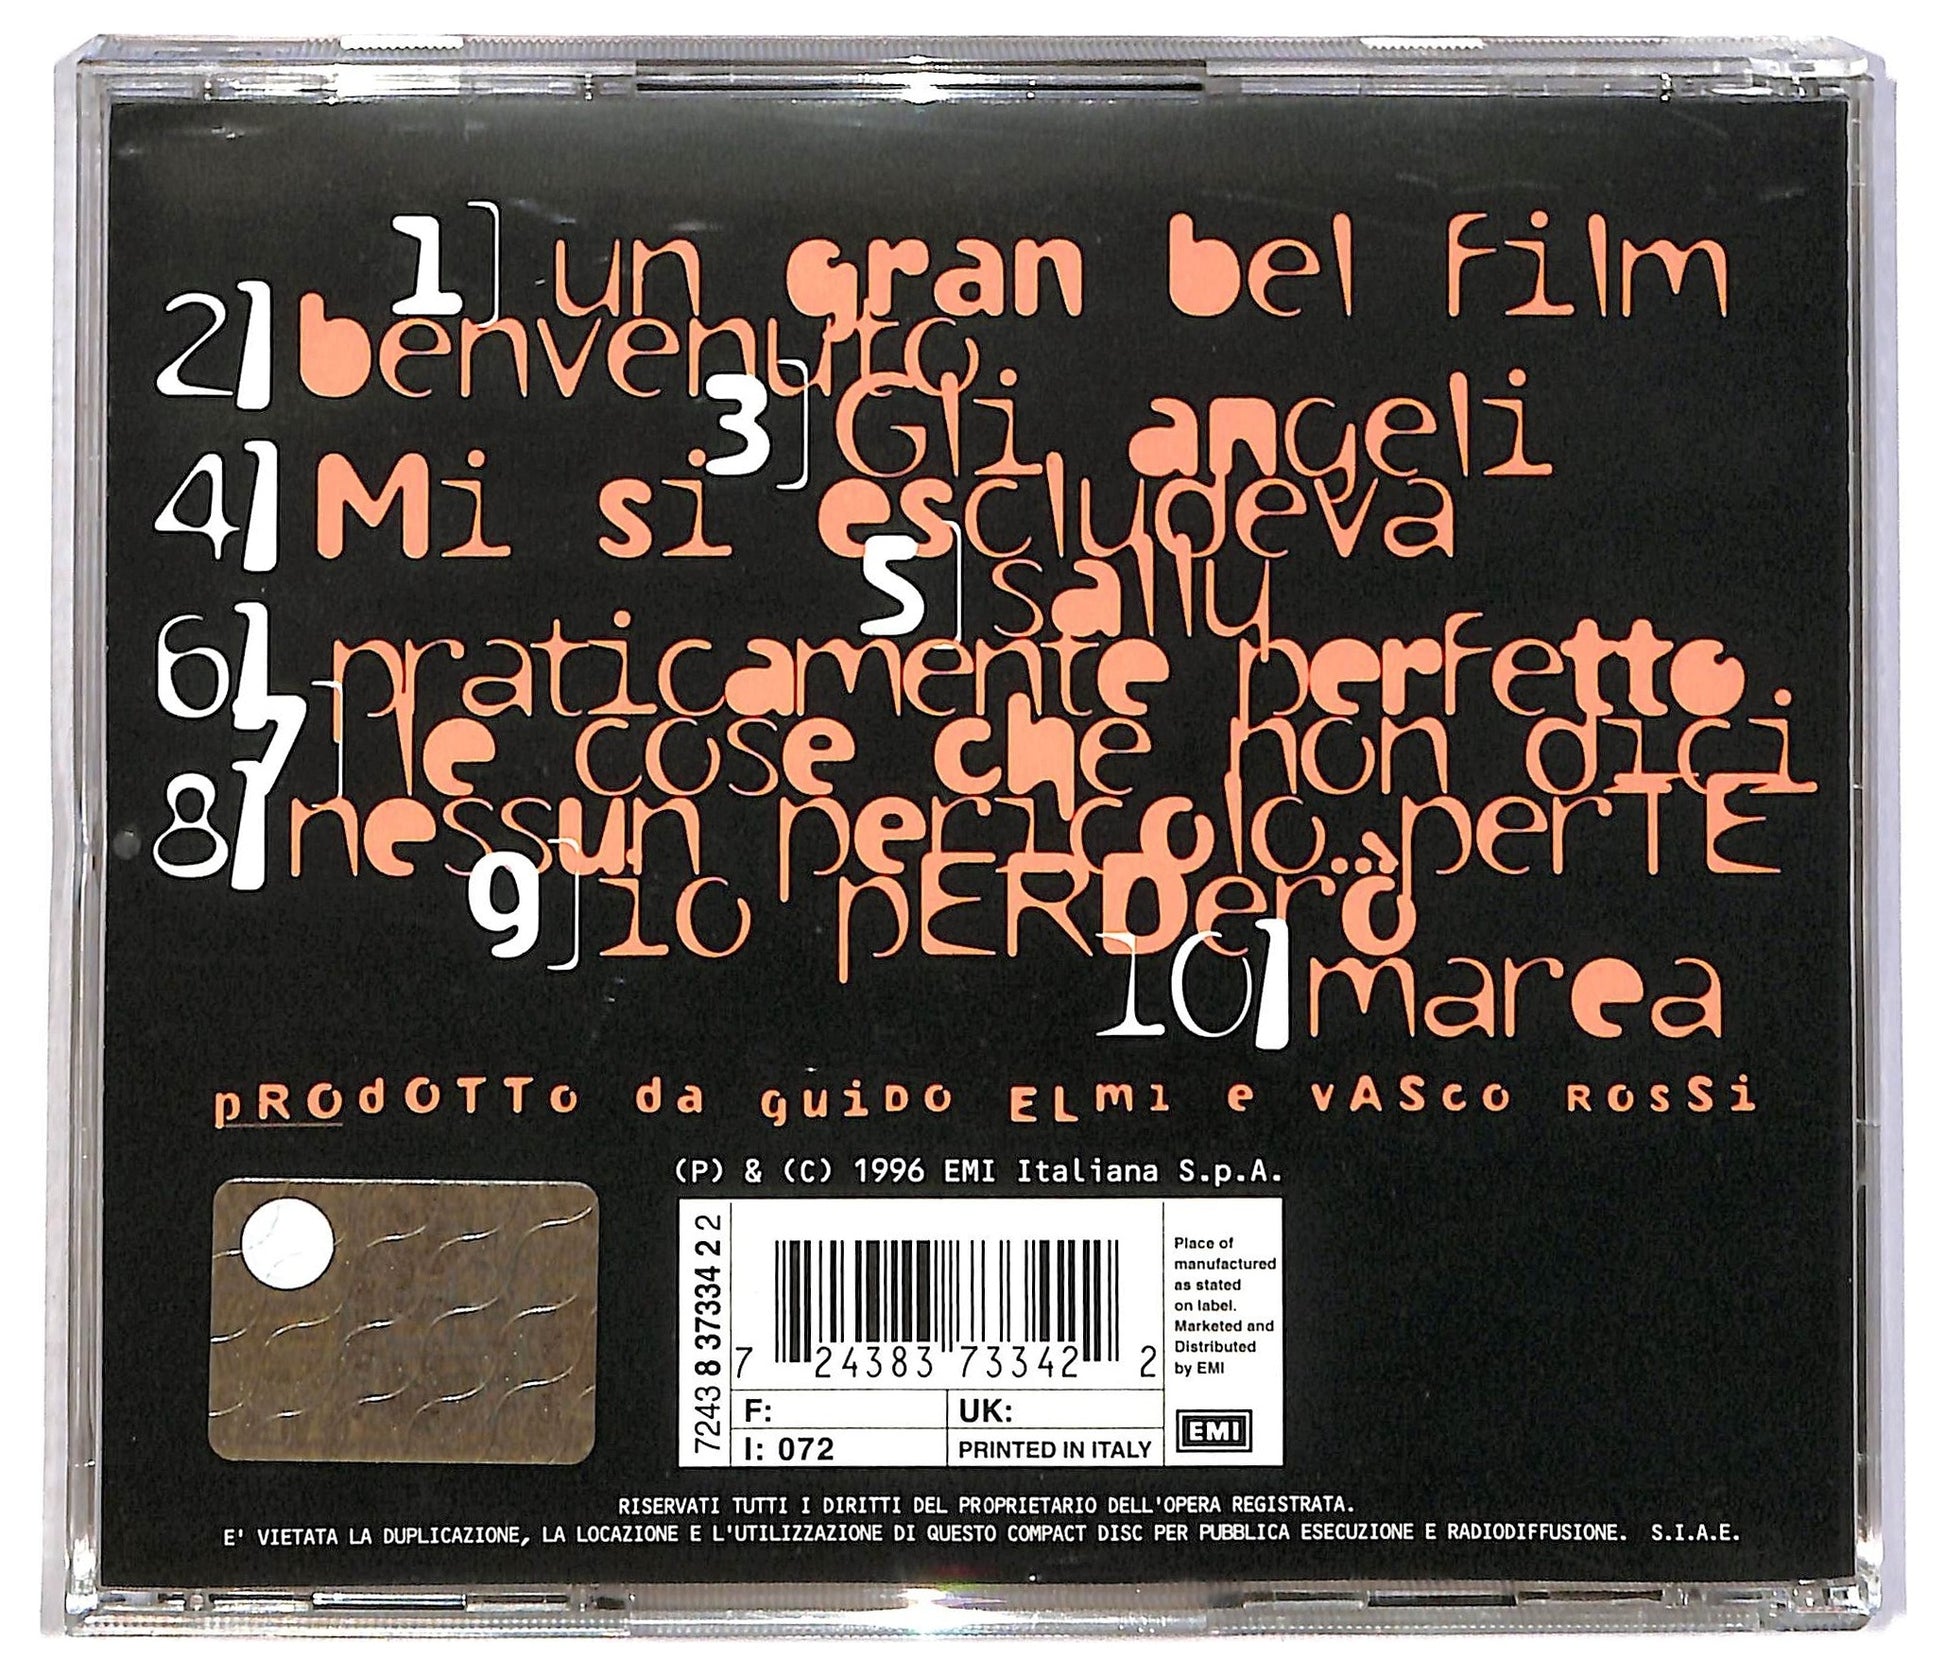 1] un gran bel film
2] benvenuto
3] Gli angeli
4] Mi si escludeva
5] sally
6] praticamente perfetto
7] le cose che non dici
8] nessun pericolo... per TE
9] io pERDerò
10] marea
pRODOTTO da guiDO ELmI e VASCO ROSSi
(P) & (C) 1996 EMI Italiana S.p.A.
7243 8 37334 2 2
7 24383 73342 2
F:
UK:
I: 072
PRINTED IN ITALY
Place of
manufactured
as stated
on label.
Marketed and
Distributed
by EMI
EMI
RISERVATI TUTTI I DIRITTI DEL PROPRIETARIO DELL'OPERA REGISTRATA.
E' VIETATA LA DUPLICAZIONE, LA LOCAZIONE E L'UTILIZZAZIONE DI QUESTO COMPACT DISC PER PUBBLICA ESECUZIONE E RADIODIFFUSIONE. S.I.A.E.